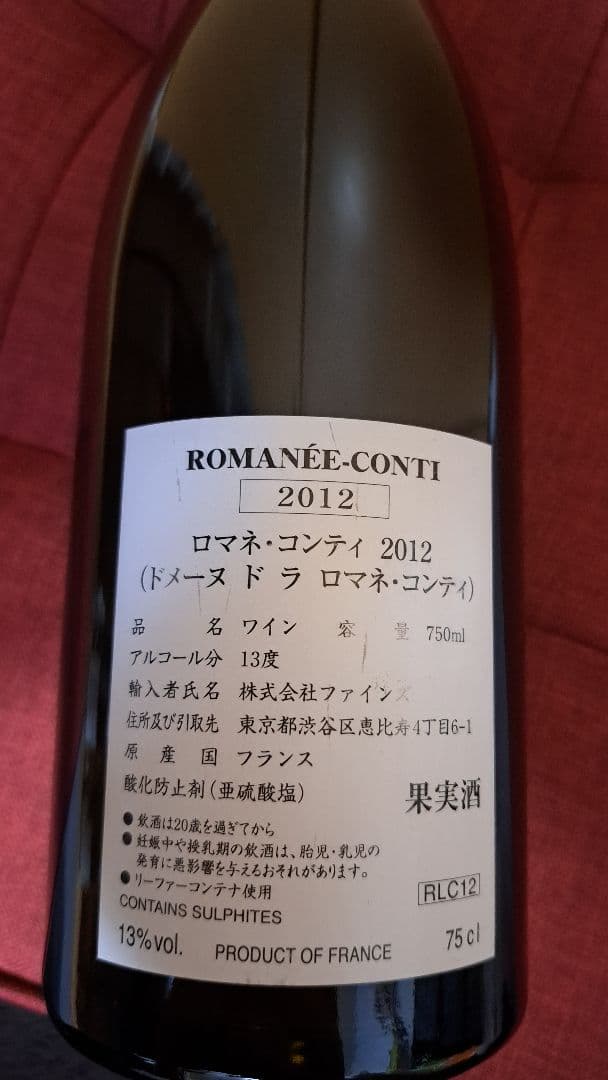 ROMANÉE-CONTI
2012
ロマネ・コンティ 2012
(ドメーヌ ド ラ ロマネ・コンティ)
品 名 ワイン 容 量 750ml
アルコール分 13度
輸入者氏名 株式会社ファインズ
住所及び引取先 東京都渋谷区恵比寿4丁目6-1
原産国 フランス
酸化防止剤(亜硫酸塩)
果実酒
●飲酒は20歳を過ぎてから
●妊娠中や授乳期の飲酒は、胎児・乳児の
発育に悪影響を与えるおそれがあります。
●リーファーコンテナ使用
RLC12
CONTAINS SULPHITES
13%vol. PRODUCT OF FRANCE 75cl